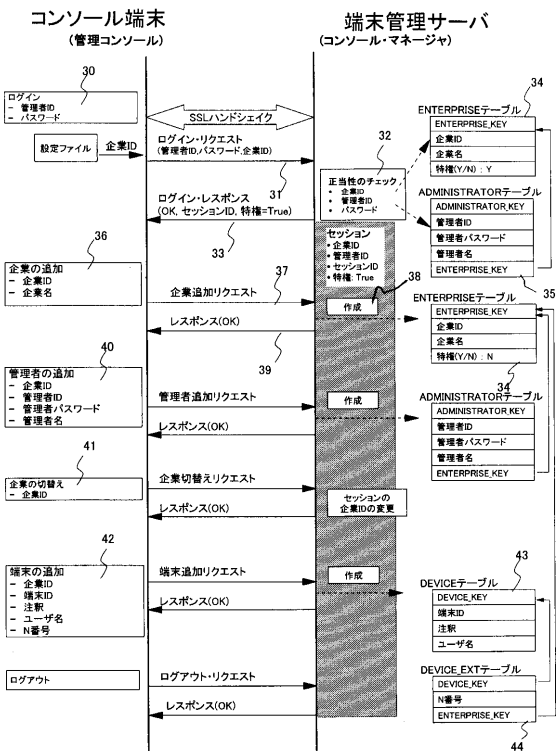 コンソール端末
(管理コンソール)
端末管理サーバ
(コンソール・マネージャ)
30
ログイン
- 管理者ID
- パスワード
SSLハンドシェイク
設定ファイル
企業ID
ログイン・リクエスト
(管理者ID,パスワード,企業ID)
31
32
正当性のチェック
• 企業ID
• 管理者ID
• パスワード
34
ENTERPRISEテーブル
ENTERPRISE_KEY
企業ID
企業名
特権(Y/N) : Y
ADMINISTRATORテーブル
ADMINISTRATOR_KEY
管理者ID
管理者パスワード
管理者名
ENTERPRISE_KEY
35
ログイン・レスポンス
(OK, セッションID, 特権=True)
33
セッション
• 企業ID
• 管理者ID
• セッションID
• 特権: True
36
企業の追加
- 企業ID
- 企業名
37
企業追加リクエスト
38
作成
レスポンス(OK)
39
ENTERPRISEテーブル
ENTERPRISE_KEY
企業ID
企業名
特権(Y/N) : N
34
40
管理者の追加
- 企業ID
- 管理者ID
- 管理者パスワード
- 管理者名
管理者追加リクエスト
作成
レスポンス(OK)
ADMINISTRATORテーブル
ADMINISTRATOR_KEY
管理者ID
管理者パスワード
管理者名
ENTERPRISE_KEY
41
企業の切替え
- 企業ID
企業切替えリクエスト
セッションの
企業IDの変更
レスポンス(OK)
42
端末の追加
- 企業ID
- 端末ID
- 注釈
- ユーザ名
- N番号
端末追加リクエスト
作成
レスポンス(OK)
43
DEVICEテーブル
DEVICE_KEY
端末ID
注釈
ユーザ名
DEVICE_EXTテーブル
DEVICE_KEY
N番号
ENTERPRISE_KEY
44
ログアウト
ログアウト・リクエスト
レスポンス(OK)